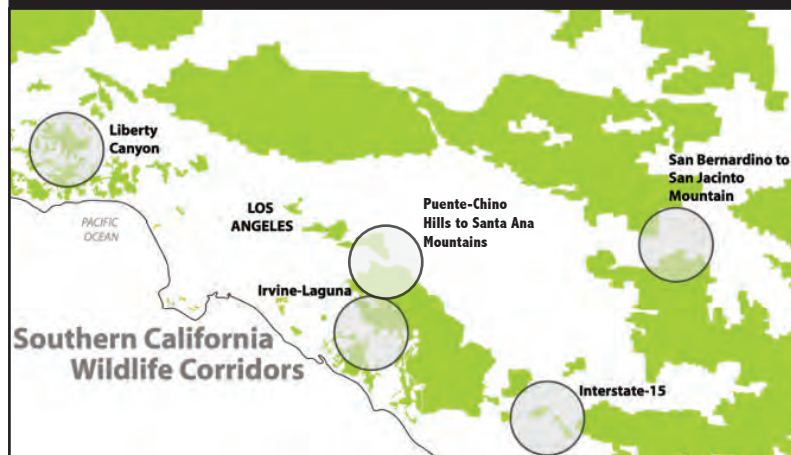 Liberty
Canyon
PACIFIC
OCEAN
LOS
ANGELES
Puente-Chino
Hills to Santa Ana
Mountains
San Bernardino to
San Jacinto
Mountain
Irvine-Laguna
Southern California
Wildlife Corridors
Interstate-15